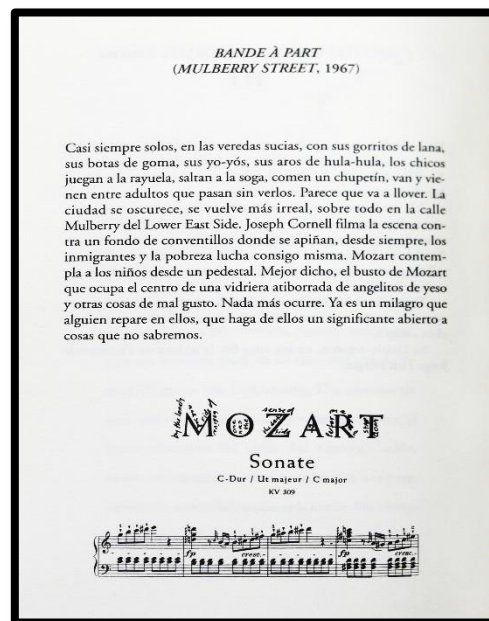 BANDE À PART
(MULBERRY STREET, 1967)
Casi siempre solos, en las veredas sucias, con sus gorritos de lana,
sus botas de goma, sus yo-yós, sus aros de hula-hula, los chicos
juegan a la rayuela, saltan a la soga, comen un chupetín, van y vie-
nen entre adultos que pasan sin verlos. Parece que va a llover. La
ciudad se oscurece, se vuelve más irreal, sobre todo en la calle
Mulberry del Lower East Side. Joseph Cornell filma la escena con-
tra un fondo de conventillos donde se apiñan, desde siempre, los
inmigrantes y la pobreza lucha consigo misma. Mozart contem-
pla a los niños desde un pedestal. Mejor dicho, el busto de Mozart
que ocupa el centro de una vidriera atiborrada de angelitos de yeso
y otras cosas de mal gusto. Nada más ocurre. Ya es un milagro que
alguien repare en ellos, que haga de ellos un significante abierto a
cosas que no sabremos.
by the lonely
sense of
MOZART
Sonate
C-Dur / Ut majeur / C major
KV 309
fp cresc. fp cresc.